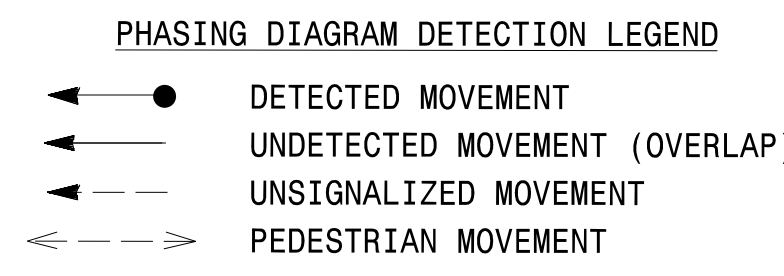 PHASING DIAGRAM DETECTION LEGEND
DETECTED MOVEMENT
UNDETECTED MOVEMENT (OVERLAP)
UNSIGNALIZED MOVEMENT
PEDESTRIAN MOVEMENT